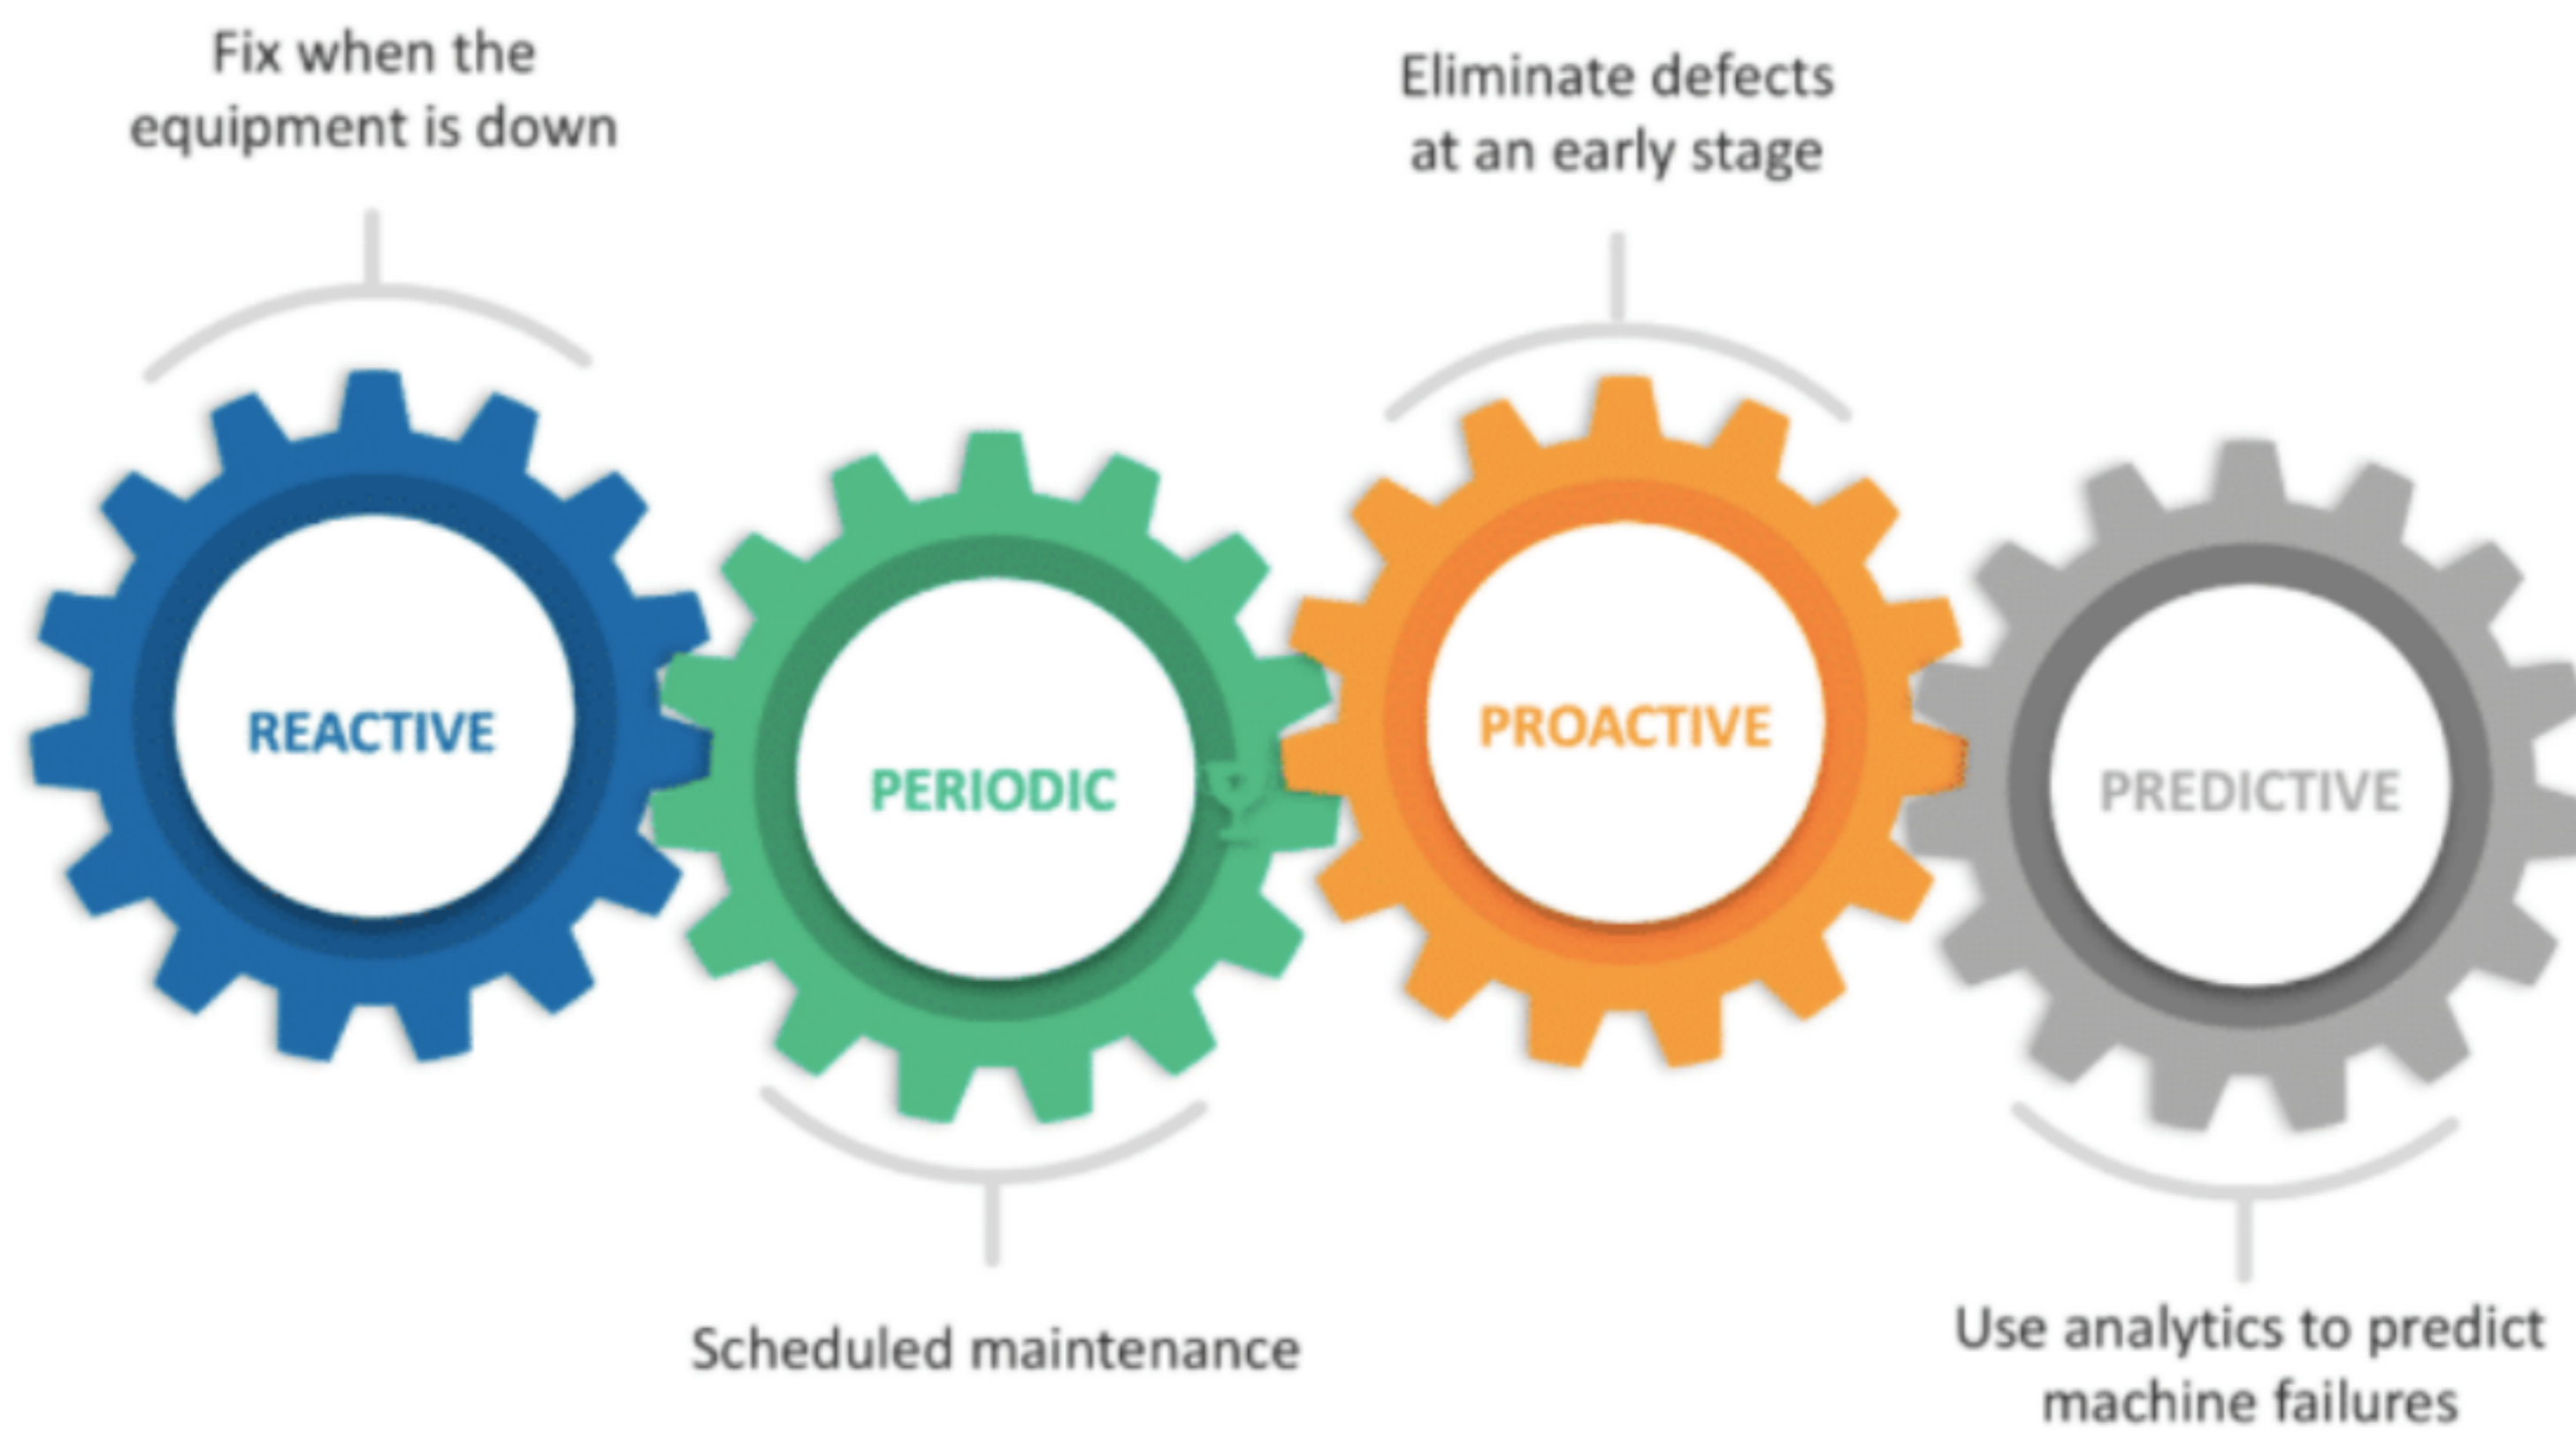 Fix when the
equipment is down
Eliminate defects
at an early stage
REACTIVE
PERIODIC
PROACTIVE
PREDICTIVE
Scheduled maintenance
Use analytics to predict
machine failures